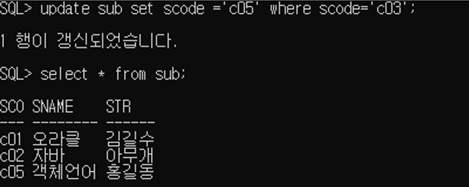 SQL> update sub set scode ='c05' where scode='c03';
1 행이 갱신되었습니다.
SQL> select * from sub;
SCO SNAME    STR
--- -------- ------
c01 오라클   김길수
c02 자바     아무개
c05 객체언어 홍길동